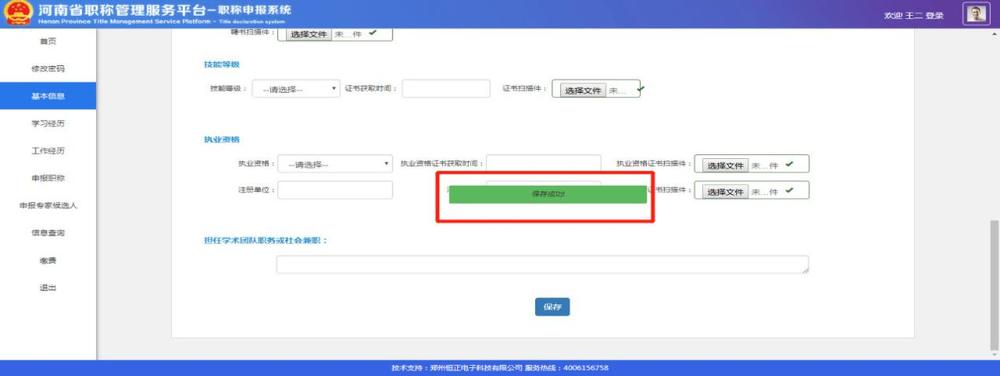 河南省职称管理服务平台-职称申报系统
Henan Province Title Management Service Platform - Title declaration system
欢迎 王二 登录
首页
修改密码
基本信息
学习经历
工作经历
申报职称
申报专家候选人
信息查询
缴费
退出
聘书扫描件： 选择文件 未...件
技能等级
技能等级： --请选择-- 证书获取时间： 证书扫描件： 选择文件 未...
执业资格
执业资格： --请选择-- 执业资格证书获取时间： 执业资格证书扫描件： 选择文件 未...件
注册单位： 保存成功! 证书扫描件： 选择文件 未...件
担任学术团队职务或社会兼职：
保存
技术支持：郑州恒正电子科技有限公司 服务热线：4006156758